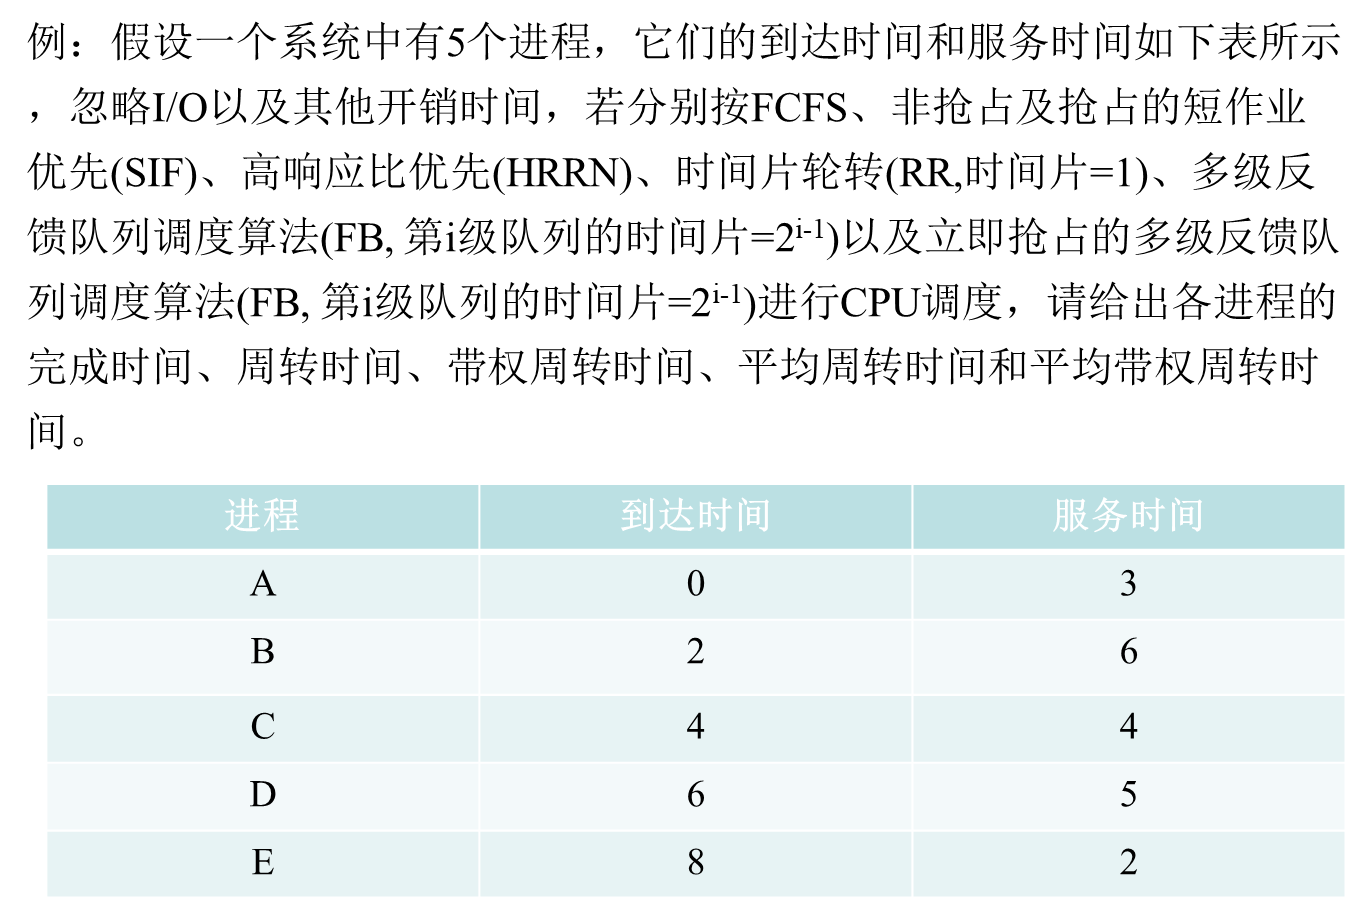 例：假设一个系统中有5个进程，它们的到达时间和服务时间如下表所示
，忽略I/O以及其他开销时间，若分别按FCFS、非抢占及抢占的短作业
优先(SIF)、高响应比优先(HRRN)、时间片轮转(RR,时间片=1)、多级反
馈队列调度算法(FB, 第i级队列的时间片=2i-1)以及立即抢占的多级反馈队
列调度算法(FB, 第i级队列的时间片=2i-1)进行CPU调度，请给出各进程的
完成时间、周转时间、带权周转时间、平均周转时间和平均带权周转时
间。
进程 到达时间 服务时间
A 0 3
B 2 6
C 4 4
D 6 5
E 8 2